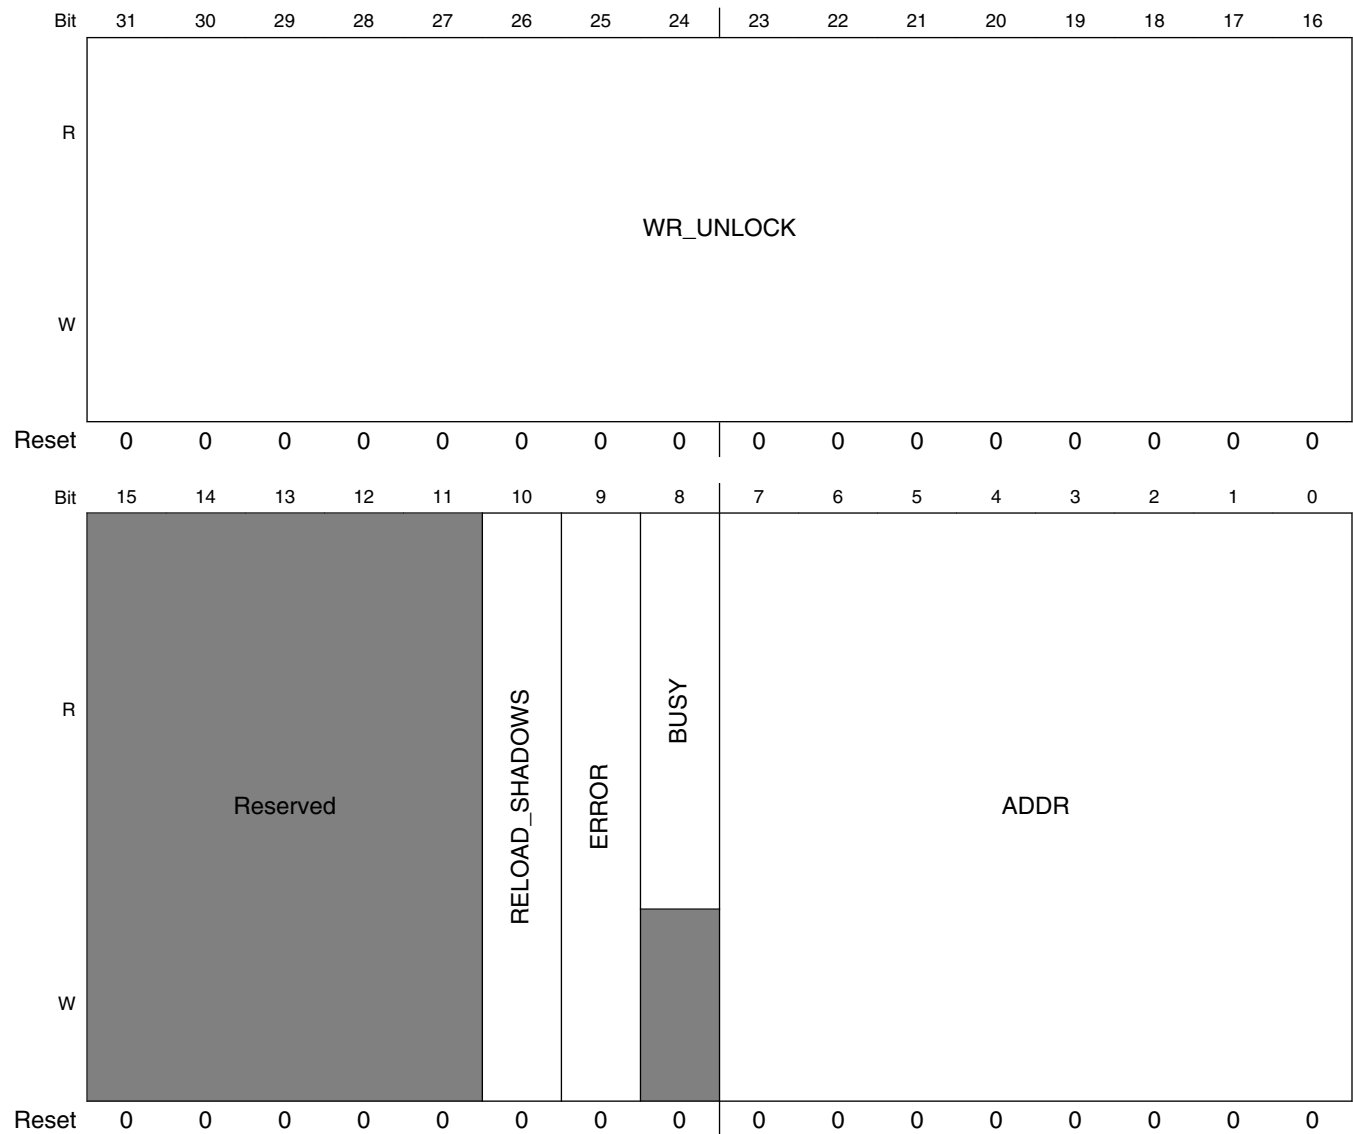 Bit 31 30 29 28 27 26 25 24 23 22 21 20 19 18 17 16
R
WR_UNLOCK
W
Reset 0 0 0 0 0 0 0 0 0 0 0 0 0 0 0 0
Bit 15 14 13 12 11 10 9 8 7 6 5 4 3 2 1 0
R
Reserved
RELOAD_SHADOWS
ERROR
BUSY
ADDR
W
Reset 0 0 0 0 0 0 0 0 0 0 0 0 0 0 0 0